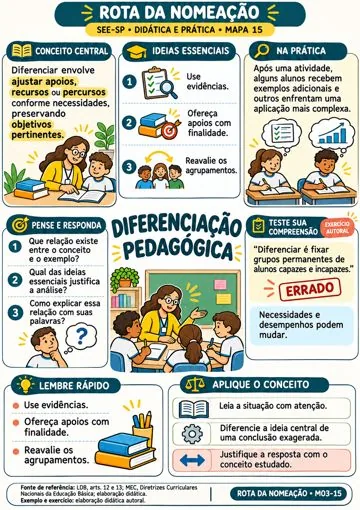 ROTA DA NOMEAÇÃO
SEE-SP • DIDÁTICA E PRÁTICA • MAPA 15
CONCEITO CENTRAL
Diferenciar envolve
ajustar apoios,
recursos ou percursos
conforme necessidades,
preservando
objetivos
pertinentes.
IDEIAS ESSENCIAIS
1
Use
evidências.
2
Ofereça
apoios com
finalidade.
3
Reavalie os
agrupamentos.
NA PRÁTICA
Após uma atividade,
alguns alunos recebem
exemplos adicionais e
outros enfrentam uma
aplicação mais complexa.
PENSE E RESPONDA
1
Que relação existe
entre o conceito
e o exemplo?
2
Qual das ideias
essenciais justifica
a análise?
3
Como explicar essa
relação com suas
palavras?
?
DIFERENCIAÇÃO
PEDAGÓGICA
TESTE SUA
COMPREENSÃO
EXERCÍCIO
AUTORAL
"Diferenciar é fixar
grupos permanentes de
alunos capazes e incapazes."
ERRADO
Necessidades e
desempenhos podem
mudar.
LEMBRE RÁPIDO
Use evidências.
Ofereça apoios com
finalidade.
Reavalie os
agrupamentos.
APLIQUE O CONCEITO
Leia a situação com atenção.
Diferencie a ideia central
de uma conclusão exagerada.
Justifique a resposta com o
conceito estudado.
Fonte de referência: LDB, arts. 12 e 13; MEC, Diretrizes Curriculares
Nacionais da Educação Básica; elaboração didática.
Exemplo e exercício: elaboração didática autoral.
ROTA DA NOMEAÇÃO • M03-15